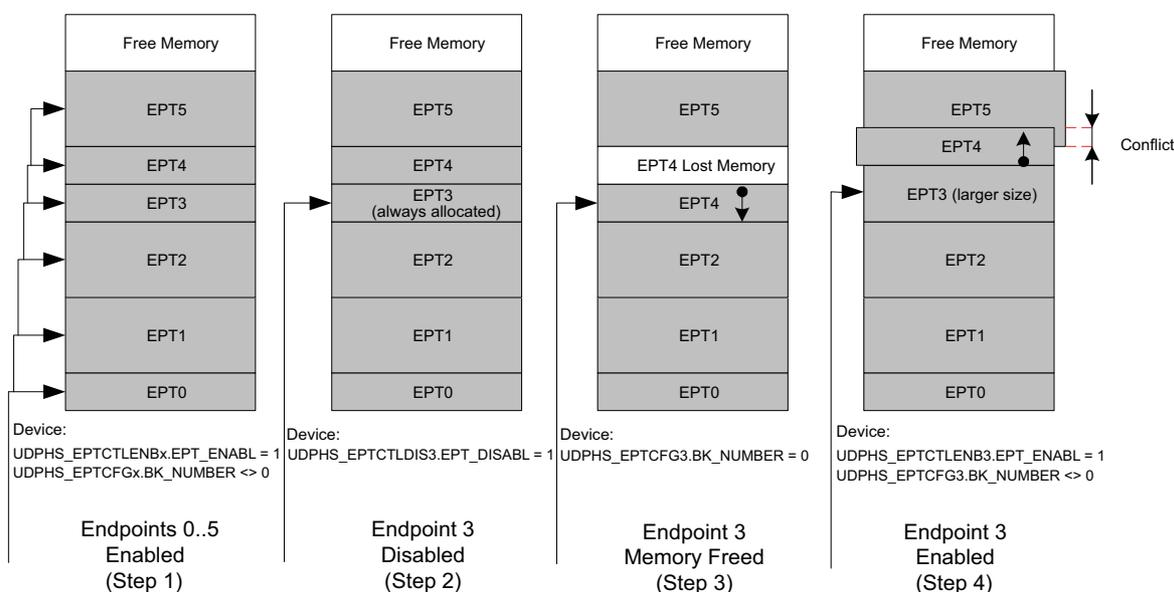 Free Memory
EPT5
EPT4
EPT3
EPT2
EPT1
EPT0
Device:
UDPHS_EPTCTLENBx.EPT_ENABL = 1
UDPHS_EPTCFGx.BK_NUMBER <> 0
Endpoints 0..5
Enabled
(Step 1)
Free Memory
EPT5
EPT4
EPT3
(always allocated)
EPT2
EPT1
EPT0
Device:
UDPHS_EPTCTLDIS3.EPT_DISABL = 1
Endpoint 3
Disabled
(Step 2)
Free Memory
EPT5
EPT4 Lost Memory
EPT4
EPT2
EPT1
EPT0
Device:
UDPHS_EPTCFG3.BK_NUMBER = 0
Endpoint 3
Memory Freed
(Step 3)
Free Memory
EPT5
EPT4
Conflict
EPT3 (larger size)
EPT2
EPT1
EPT0
Device:
UDPHS_EPTCTLENB3.EPT_ENABL = 1
UDPHS_EPTCFG3.BK_NUMBER <> 0
Endpoint 3
Enabled
(Step 4)